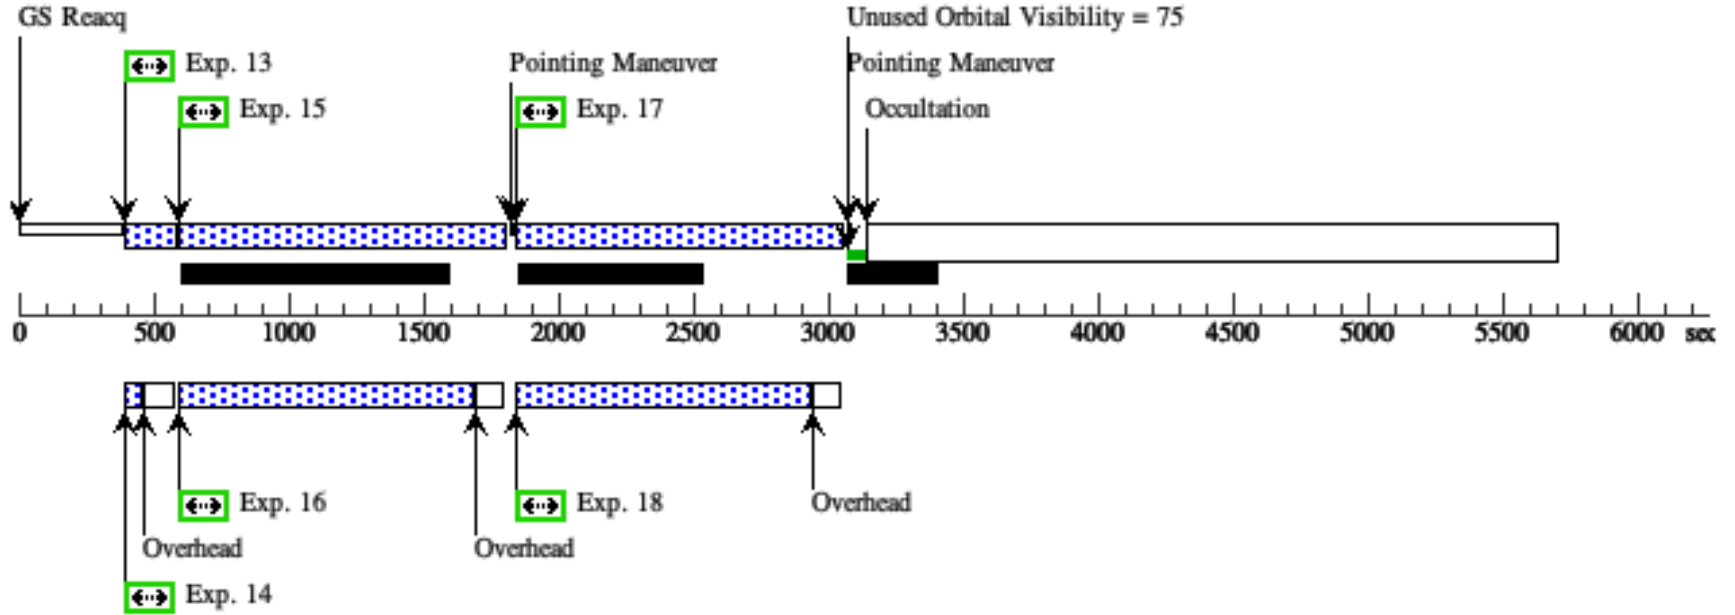 GS Reacq
Unused Orbital Visibility = 75
Exp. 13
Pointing Maneuver
Pointing Maneuver
Exp. 15
Exp. 17
Occultation
0 500 1000 1500 2000 2500 3000 3500 4000 4500 5000 5500 6000 sec
Exp. 16
Exp. 18
Overhead
Overhead
Overhead
Exp. 14